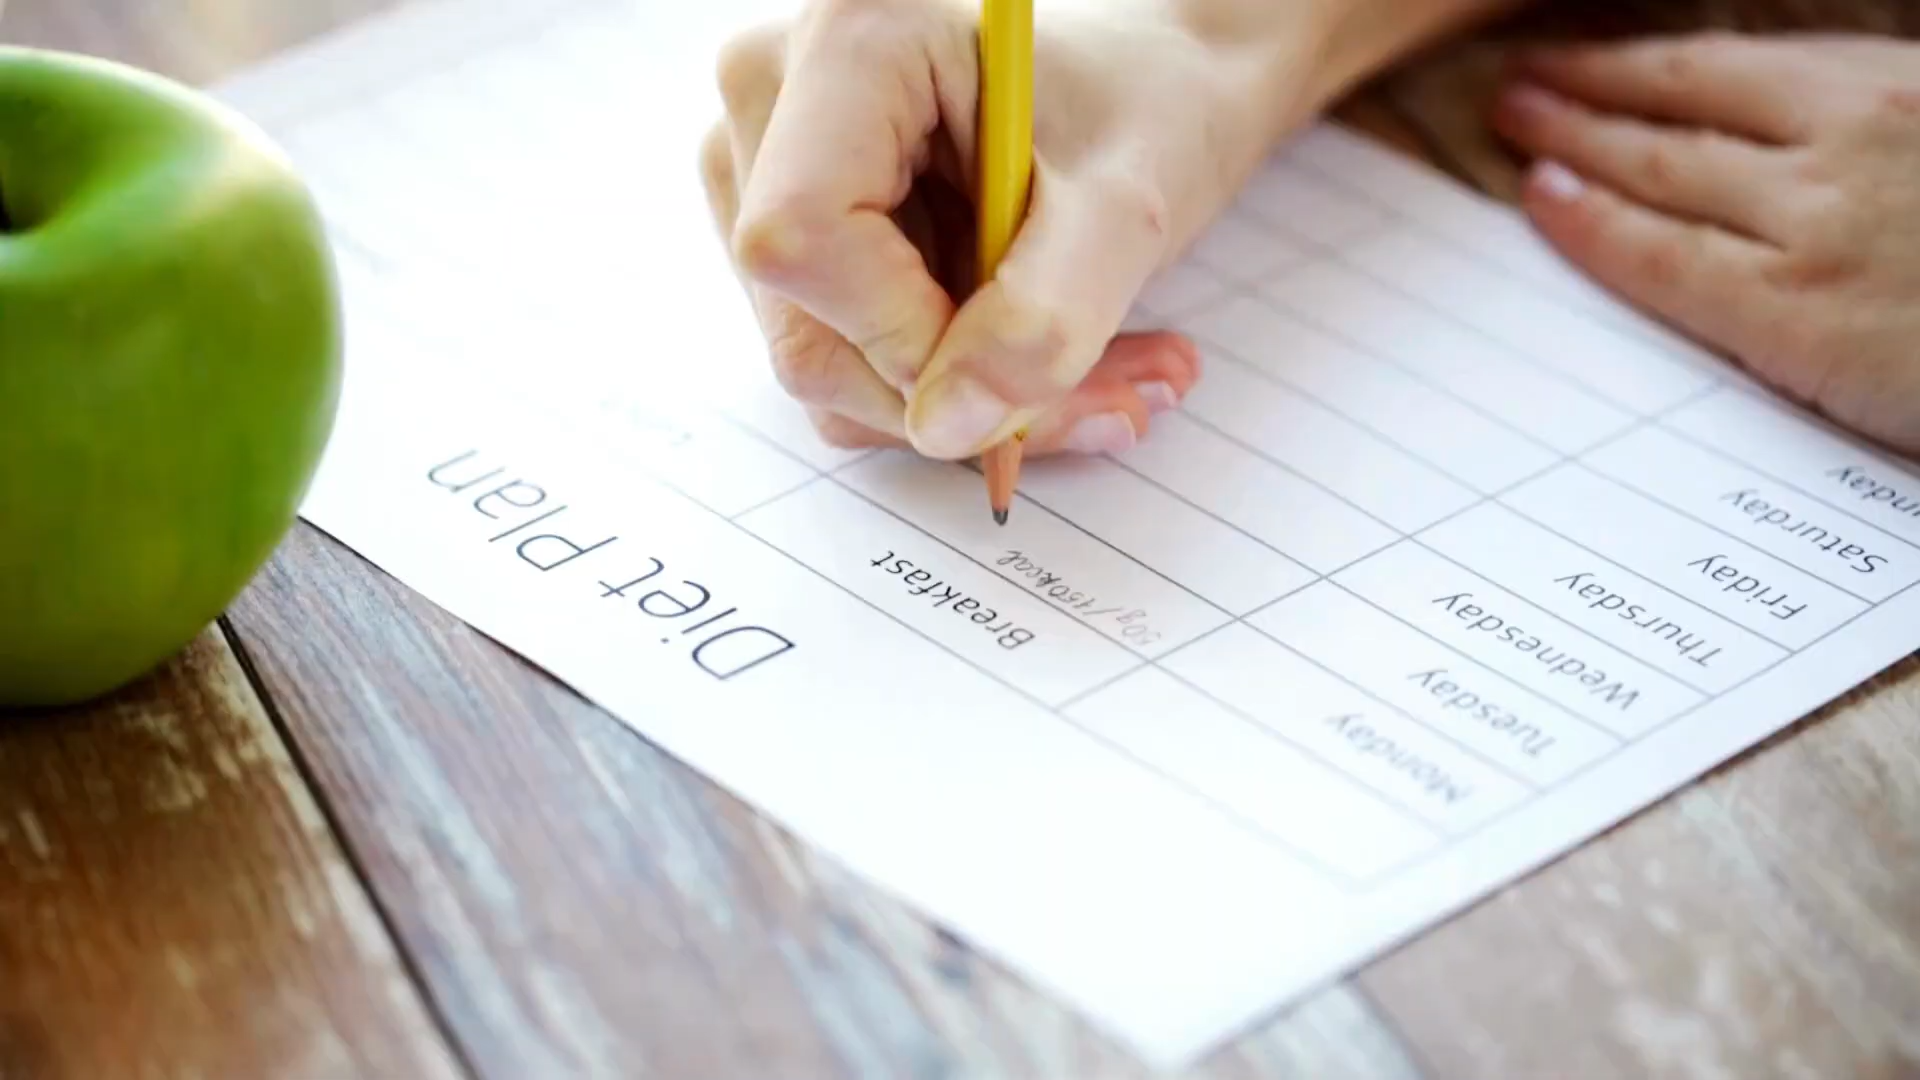 Diet Plan
Breakfast
Monday
50g/150kcal
Tuesday
Wednesday
Thursday
Friday
Saturday